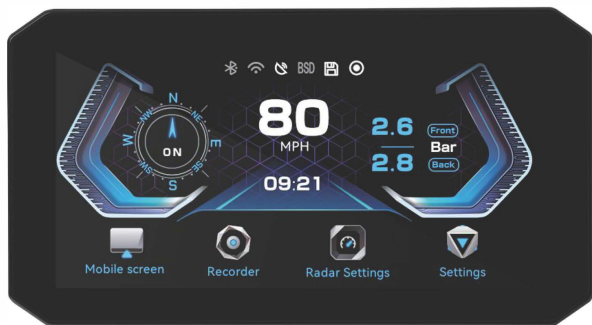 BSD
N
NE
E
SE
S
SW
W
NW
0 N
80
MPH
09:21
2.6 Front
Bar
2.8 Back
Mobile screen
Recorder
Radar Settings
Settings